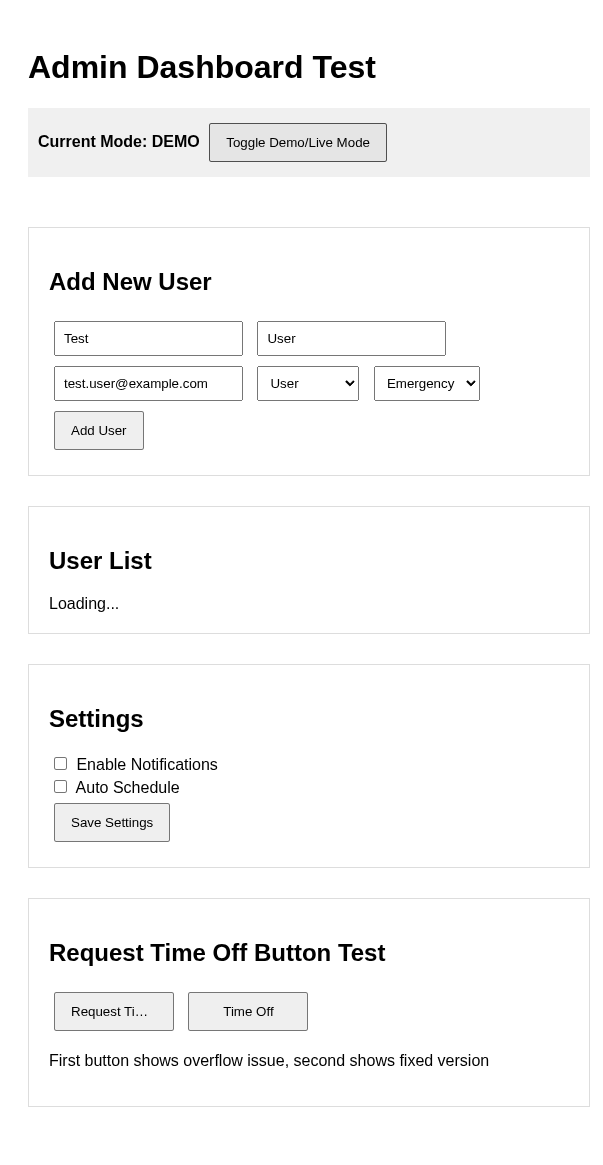 Admin Dashboard Test
Current Mode: DEMO Toggle Demo/Live Mode
Add New User
Test User
test.user@example.com User Emergency
Add User
User List
Loading...
Settings
Enable Notifications
Auto Schedule
Save Settings
Request Time Off Button Test
Request Ti... Time Off
First button shows overflow issue, second shows fixed version